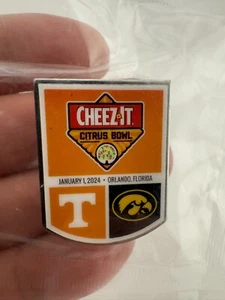 CHEEZ-IT
CITRUS BOWL
JANUARY 1, 2024 • ORLANDO, FLORIDA
T